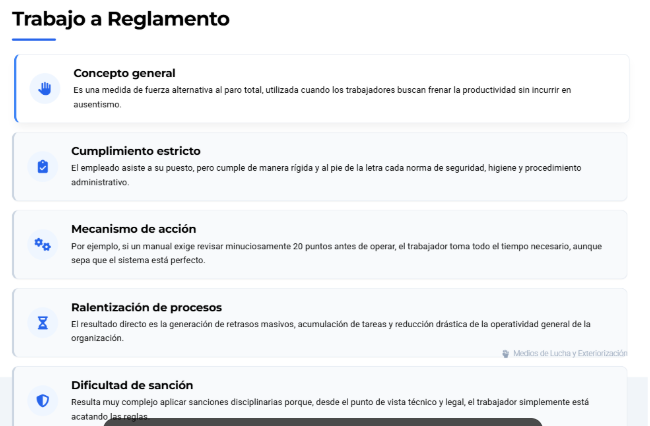 Trabajo a Reglamento
Concepto general
Es una medida de fuerza alternativa al paro total, utilizada cuando los trabajadores buscan frenar la productividad sin incurrir en
ausentismo.
Cumplimiento estricto
El empleado asiste a su puesto, pero cumple de manera rígida y al pie de la letra cada norma de seguridad, higiene y procedimiento
administrativo.
Mecanismo de acción
Por ejemplo, si un manual exige revisar minuciosamente 20 puntos antes de operar, el trabajador toma todo el tiempo necesario, aunque
sepa que el sistema está perfecto.
Ralentización de procesos
El resultado directo es la generación de retrasos masivos, acumulación de tareas y reducción drástica de la operatividad general de la
organización.
Medios de Lucha y Exteriorización
Dificultad de sanción
Resulta muy complejo aplicar sanciones disciplinarias porque, desde el punto de vista técnico y legal, el trabajador simplemente está
acatando las reglas.